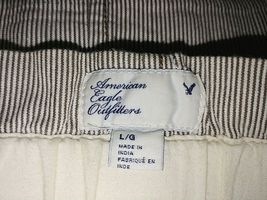 American
Eagle
Outfitters
L/G
MADE IN
INDIA
FABRIQUÉ EN
INDE